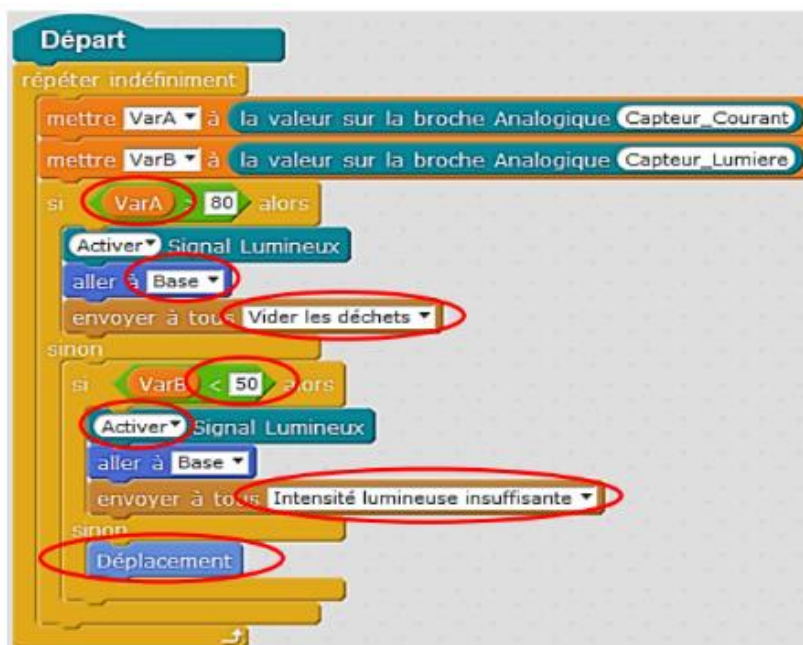 Départ
répéter indéfiniment
mettre VarA à la valeur sur la broche Analogique Capteur_Courant
mettre VarB à la valeur sur la broche Analogique Capteur_Lumiere
si VarA > 80 alors
Activer Signal Lumineux
aller à Base
envoyer à tous Vider les déchets
sinon
si VarB < 50 alors
Activer Signal Lumineux
aller à Base
envoyer à tous Intensité lumineuse insuffisante
sinon
Déplacement